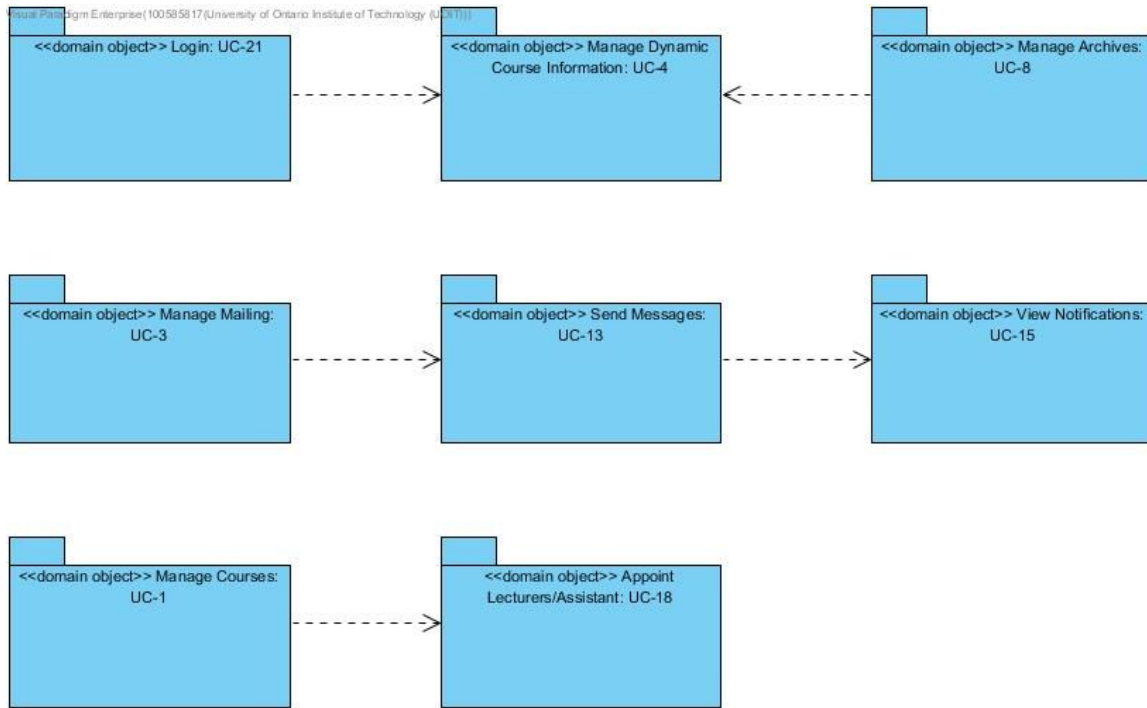 Visual Paradigm Enterprise(100585817(University of Ontario Institute of Technology (UOIT)))
<<domain object>> Login: UC-21
<<domain object>> Manage Dynamic
Course Information: UC-4
<<domain object>> Manage Archives:
UC-8
<<domain object>> Manage Mailing:
UC-3
<<domain object>> Send Messages:
UC-13
<<domain object>> View Notifications:
UC-15
<<domain object>> Manage Courses:
UC-1
<<domain object>> Appoint
Lecturers/Assistant: UC-18